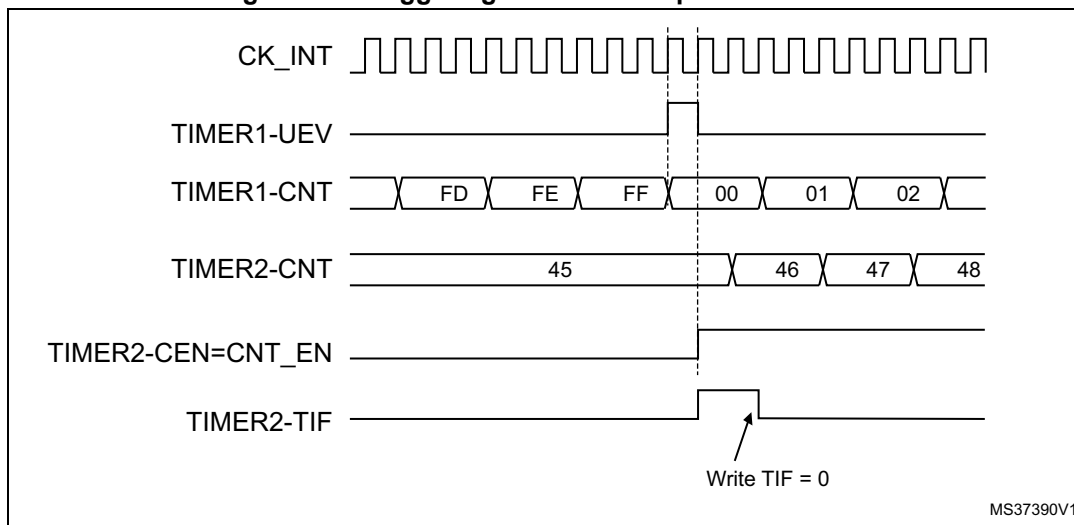 CK_INT
TIMER1-UEV
TIMER1-CNT FD FE FF 00 01 02
TIMER2-CNT 45 46 47 48
TIMER2-CEN=CNT_EN
TIMER2-TIF
Write TIF = 0
MS37390V1